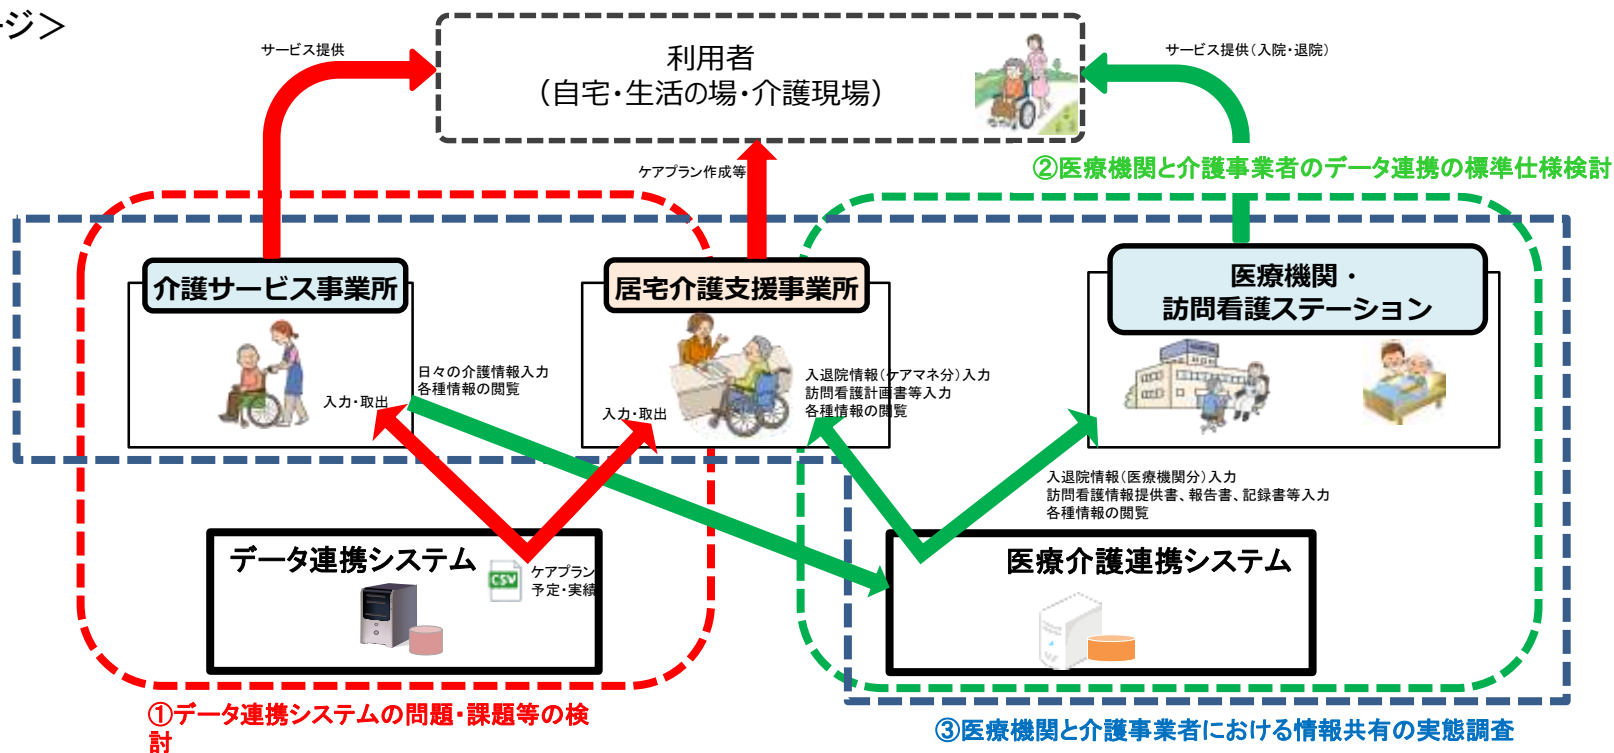 ージ＞
サービス提供
利用者
（自宅・生活の場・介護現場）
サービス提供（入院・退院）
ケアプラン作成等
②医療機関と介護事業者のデータ連携の標準仕様検討
介護サービス事業所
居宅介護支援事業所
医療機関・
訪問看護ステーション
日々の介護情報入力
各種情報の閲覧
入力・取出
入力・取出
入退院情報（ケアマネ分）入力
訪問看護計画書等入力
各種情報の閲覧
入退院情報（医療機関分）入力
訪問看護情報提供書、報告書、記録書等入力
各種情報の閲覧
データ連携システム
CSV
ケアプラン
予定・実績
医療介護連携システム
①データ連携システムの問題・課題等の検
討
③医療機関と介護事業者における情報共有の実態調査